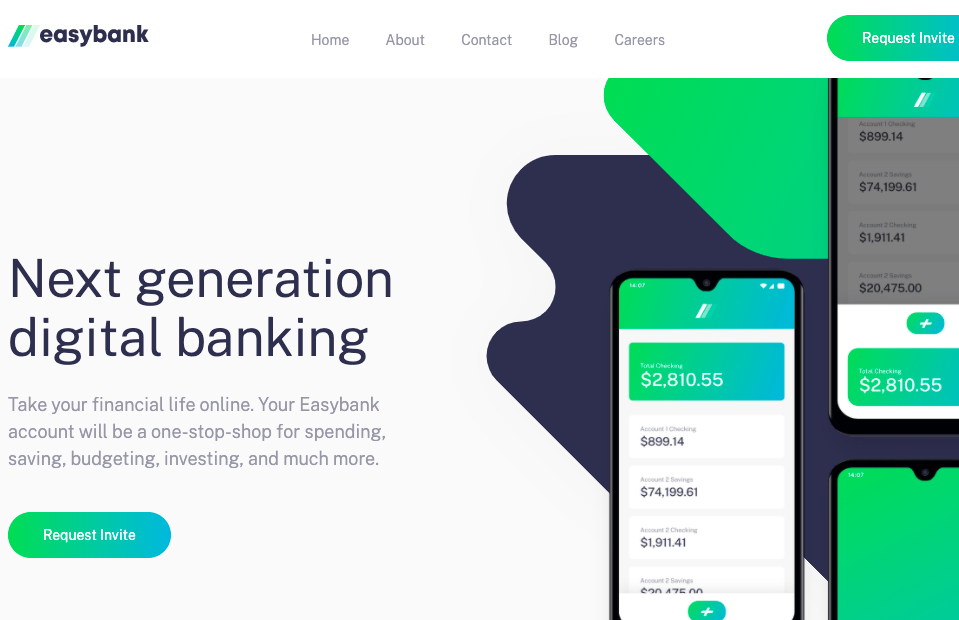 easybank
Home
About
Contact
Blog
Careers
Request Invite
Next generation
digital banking
Take your financial life online. Your Easybank
account will be a one-stop-shop for spending,
saving, budgeting, investing, and much more.
Request Invite
14:07
Total Checking
$2,810.55
Account 1 Checking
$899.14
Account 2 Savings
$74,199.61
Account 2 Checking
$1,911.41
Account 2 Savings
$20,475.00
Account 1 Checking
$899.14
Account 2 Savings
$74,199.61
Account 2 Checking
$1,911.41
Account 2 Savings
$20,475.00
Total Checking
$2,810.55
14:07